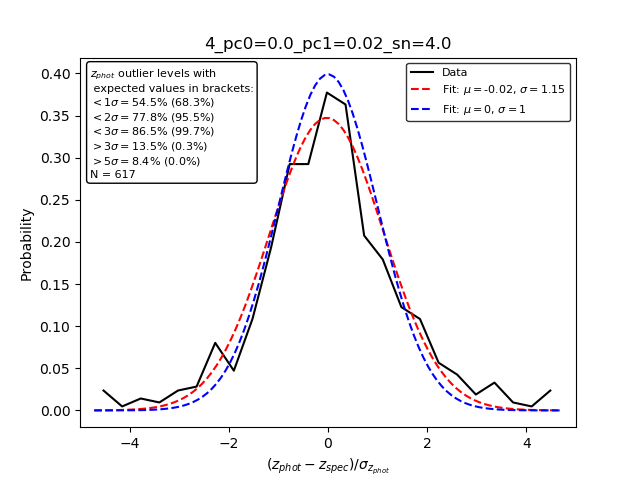 4_pc0=0.0_pc1=0.02_sn=4.0
z_phot outlier levels with
expected values in brackets:
<1σ = 54.5% (68.3%)
<2σ = 77.8% (95.5%)
<3σ = 86.5% (99.7%)
>3σ = 13.5% (0.3%)
>5σ = 8.4% (0.0%)
N = 617
Data
Fit: μ = -0.02, σ = 1.15
Fit: μ = 0, σ = 1
0.40
0.35
0.30
0.25
0.20
0.15
0.10
0.05
0.00
Probability
−4 −2 0 2 4
(z_phot − z_spec)/σ_z_phot